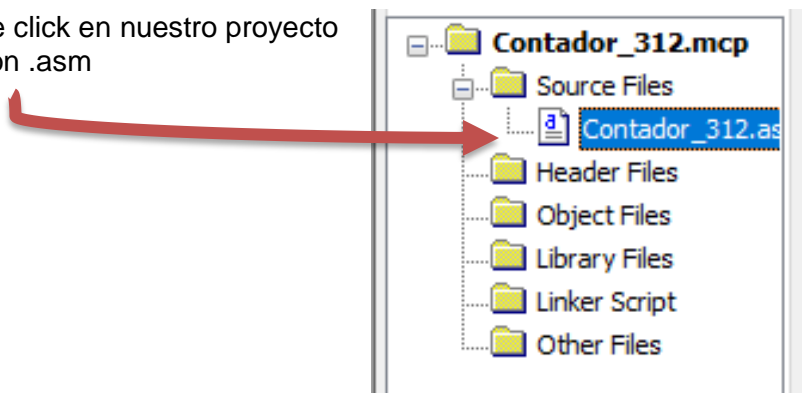 e click en nuestro proyecto
on .asm
Contador_312.mcp
Source Files
Contador_312.as
Header Files
Object Files
Library Files
Linker Script
Other Files